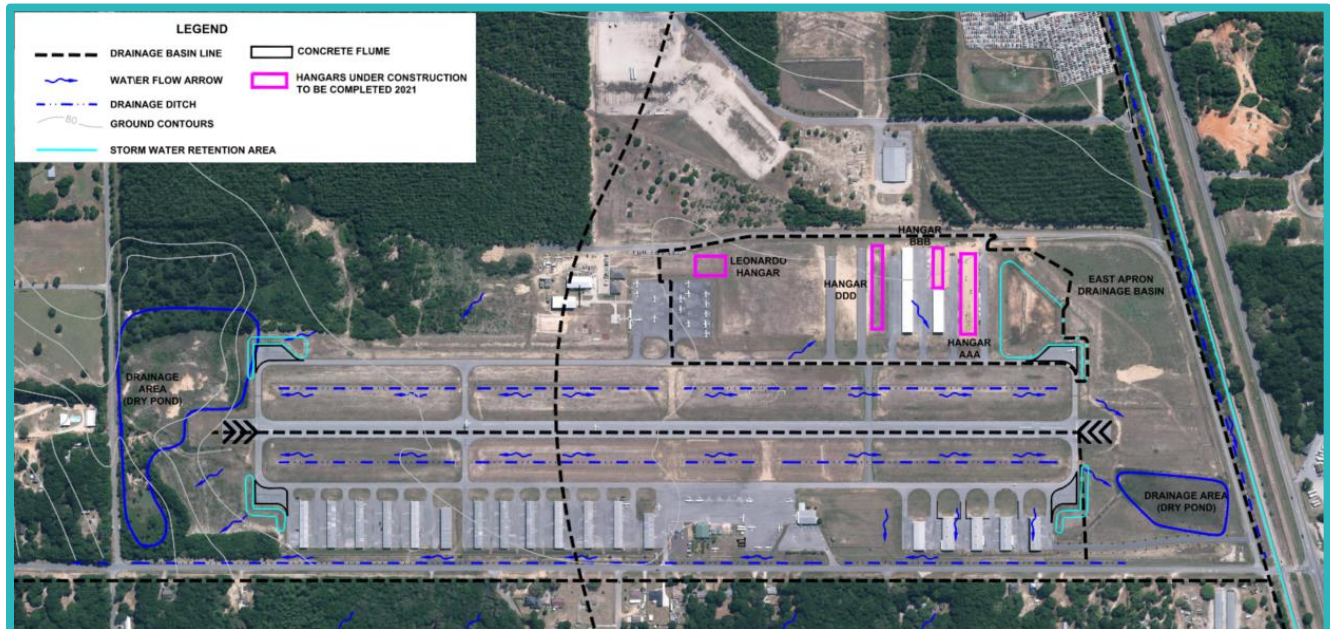 LEGEND
DRAINAGE BASIN LINE
WATER FLOW ARROW
DRAINAGE DITCH
80
GROUND CONTOURS
STORM WATER RETENTION AREA
CONCRETE FLUME
HANGARS UNDER CONSTRUCTION
TO BE COMPLETED 2021
HANGAR
BBB
LEONARDO
HANGAR
HANGAR
DDD
EAST APRON
DRAINAGE BASIN
HANGAR
AAA
DRAINAGE
AREA
(DRY POND)
DRAINAGE AREA
(DRY POND)